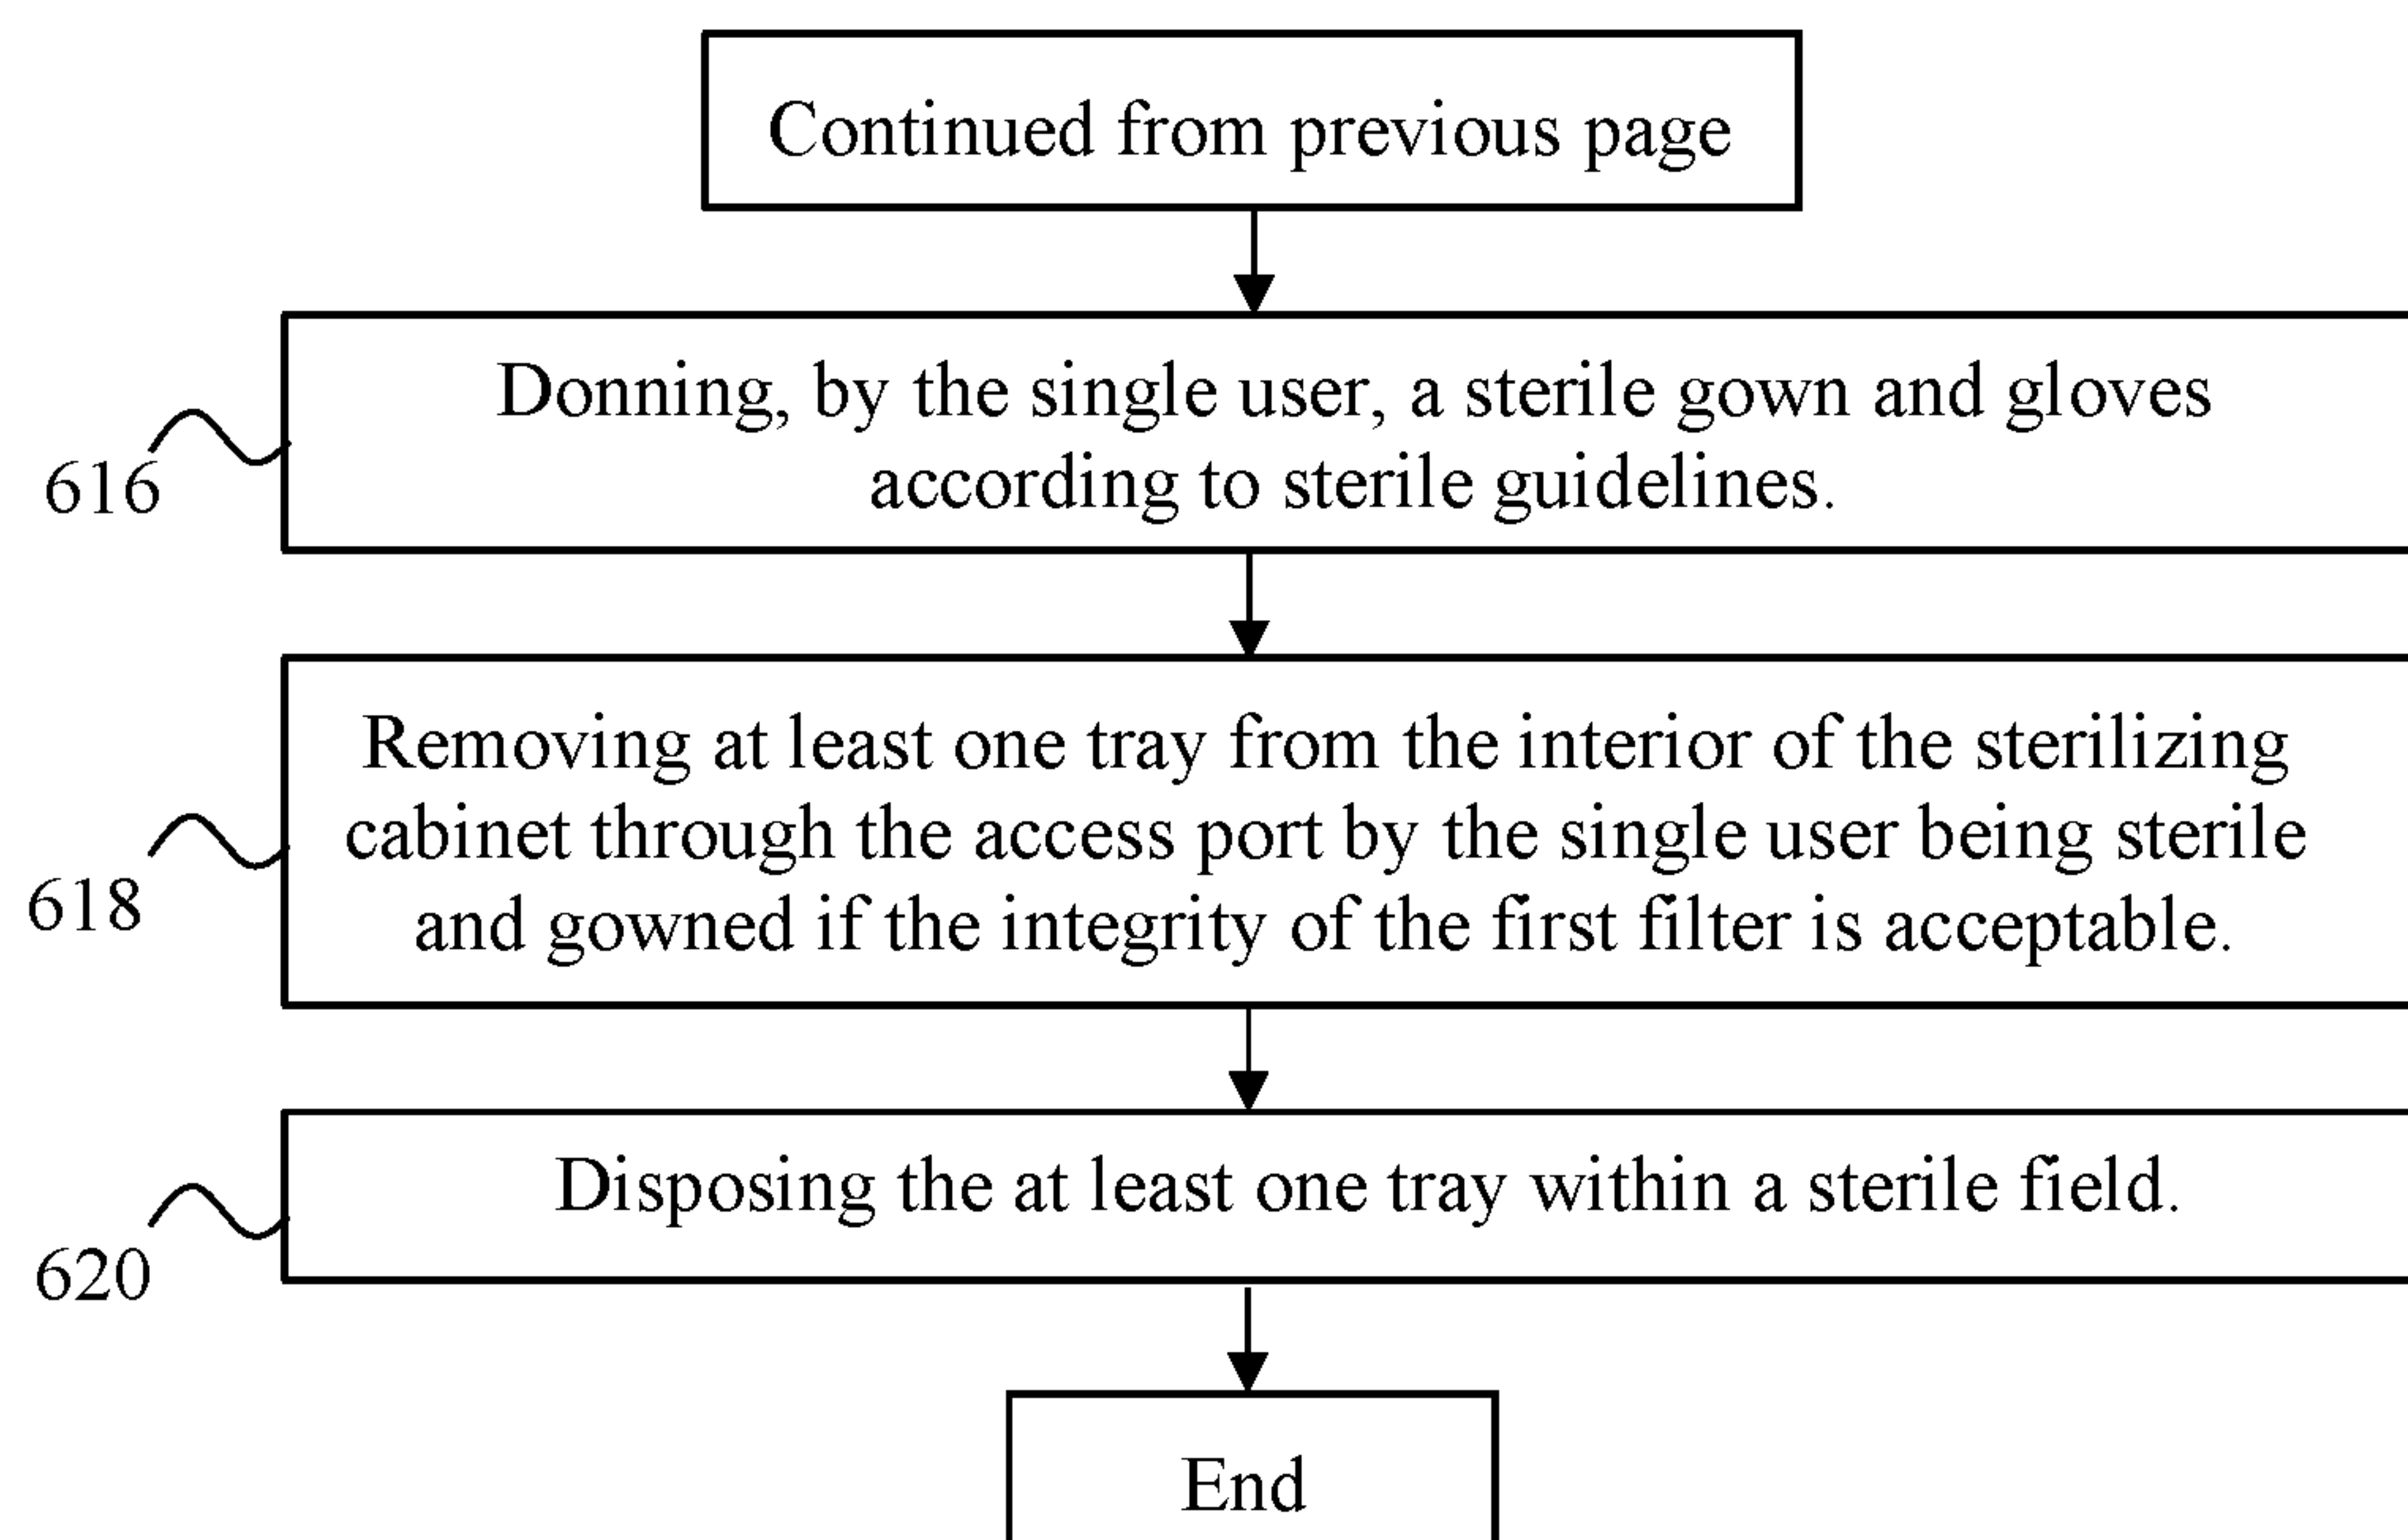 Continued from previous page
Donning, by the single user, a sterile gown and gloves
according to sterile guidelines.
616
Removing at least one tray from the interior of the sterilizing
cabinet through the access port by the single user being sterile
and gowned if the integrity of the first filter is acceptable.
618
Disposing the at least one tray within a sterile field.
620
End